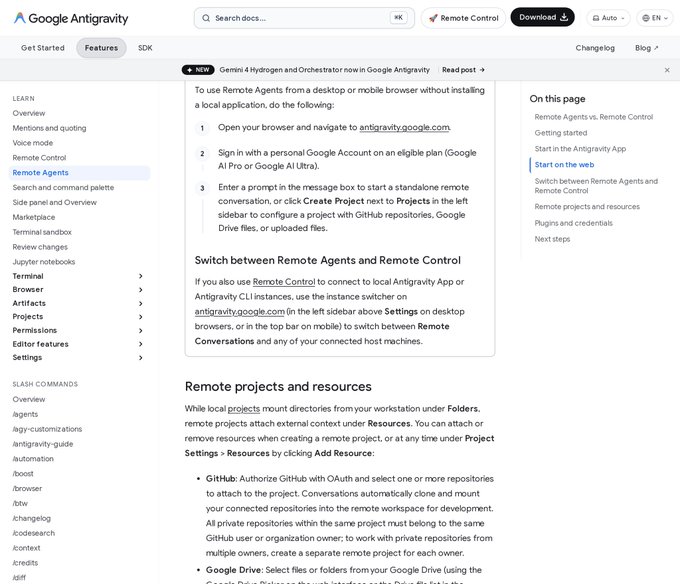 Google Antigravity
Search docs...
⌘K
🚀 Remote Control
Download
Auto
EN
Get Started
Features
SDK
Changelog
Blog ↗
NEW
Gemini 4 Hydrogen and Orchestrator now in Google Antigravity
Read post →
LEARN
Overview
Mentions and quoting
Voice mode
Remote Control
Remote Agents
Search and command palette
Side panel and Overview
Marketplace
Terminal sandbox
Review changes
Jupyter notebooks
Terminal
Browser
Artifacts
Projects
Permissions
Editor features
Settings
SLASH COMMANDS
Overview
/agents
/agy-customizations
/antigravity-guide
/automation
/boost
/browser
/btw
/changelog
/codesearch
/context
/credits
/diff
To use Remote Agents from a desktop or mobile browser without installing
a local application, do the following:
1 Open your browser and navigate to antigravity.google.com.
2 Sign in with a personal Google Account on an eligible plan (Google
AI Pro or Google AI Ultra).
3 Enter a prompt in the message box to start a standalone remote
conversation, or click Create Project next to Projects in the left
sidebar to configure a project with GitHub repositories, Google
Drive files, or uploaded files.
Switch between Remote Agents and Remote Control
If you also use Remote Control to connect to local Antigravity App or
Antigravity CLI instances, use the instance switcher on
antigravity.google.com (in the left sidebar above Settings on desktop
browsers, or in the top bar on mobile) to switch between Remote
Conversations and any of your connected host machines.
Remote projects and resources
While local projects mount directories from your workstation under Folders,
remote projects attach external context under Resources. You can attach or
remove resources when creating a remote project, or at any time under Project
Settings > Resources by clicking Add Resource:
• GitHub: Authorize GitHub with OAuth and select one or more repositories
to attach to the project. Conversations automatically clone and mount
your connected repositories into the remote workspace for development.
All private repositories within the same project must belong to the same
GitHub user or organization owner; to work with private repositories from
multiple owners, create a separate remote project for each owner.
• Google Drive: Select files or folders from your Google Drive (using the
Google Drive Picker on the web interface or the Drive file list in the
On this page
Remote Agents vs. Remote Control
Getting started
Start in the Antigravity App
Start on the web
Switch between Remote Agents and
Remote Control
Remote projects and resources
Plugins and credentials
Next steps